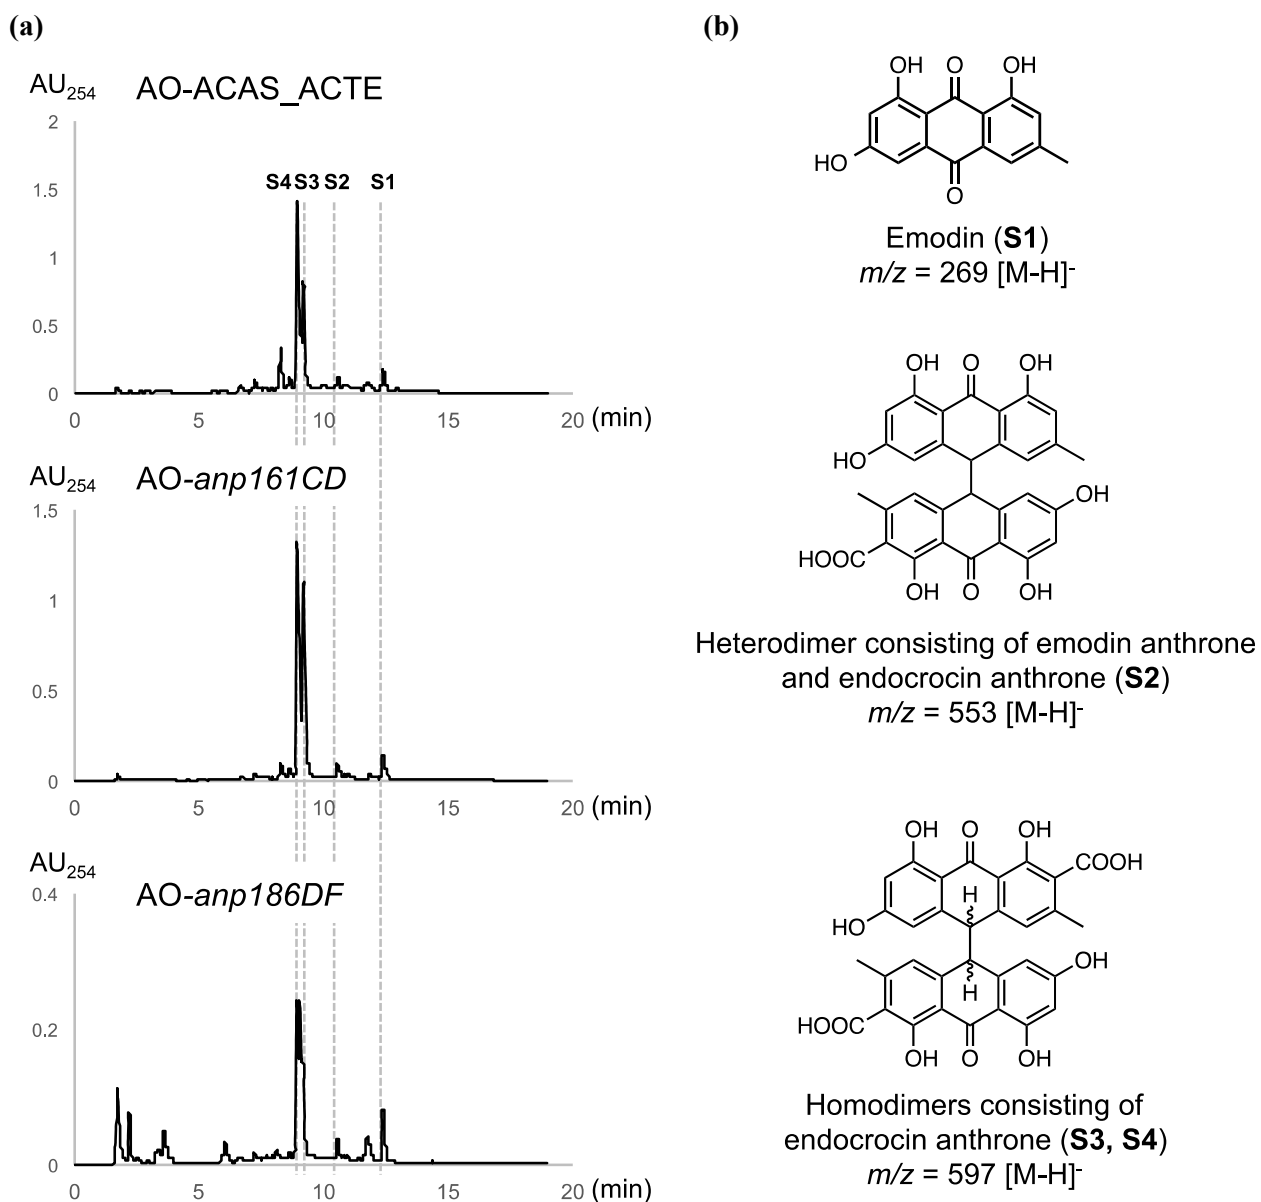 (a)
AU254 AO-ACAS_ACTE
2
1.5
1
0.5
0
S4 S3 S2 S1
0 5 10 15 20 (min)
AU254 AO-anp161CD
1.5
1
0.5
0
0 5 10 15 20 (min)
AU254 AO-anp186DF
0.4
0.2
0
0 5 10 15 20 (min)
(b)
OH O OH
HO
O
Emodin (S1)
m/z = 269 [M-H]-
OH O OH
HO
OH
HOOC
OH O OH
Heterodimer consisting of emodin anthrone
and endocrocin anthrone (S2)
m/z = 553 [M-H]-
OH O OH
COOH
H
HO
OH
H
HOOC
OH O OH
Homodimers consisting of
endocrocin anthrone (S3, S4)
m/z = 597 [M-H]-